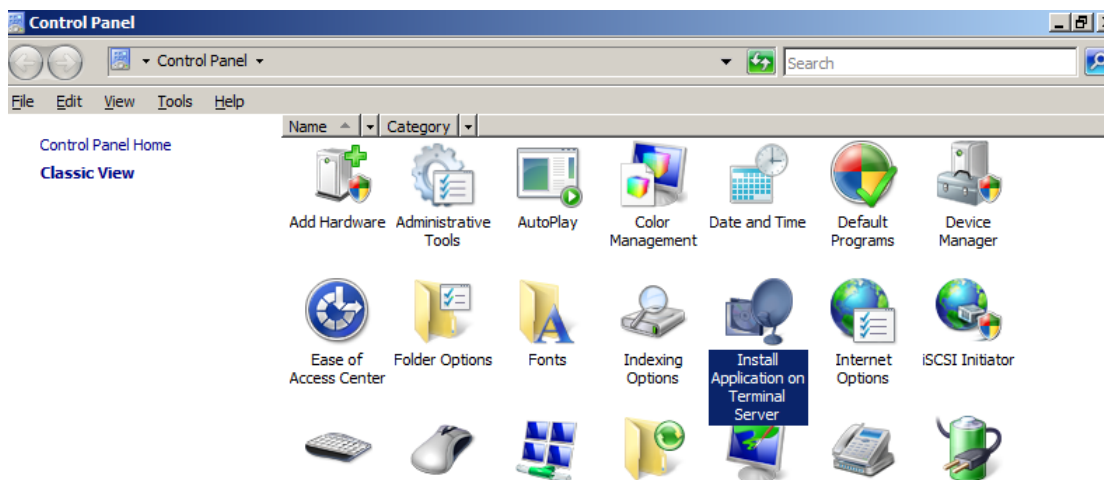 Control Panel
Control Panel
Search
File Edit View Tools Help
Control Panel Home
Classic View
Name Category
Add Hardware
Administrative
Tools
AutoPlay
Color
Management
Date and Time
Default
Programs
Device
Manager
Ease of
Access Center
Folder Options
Fonts
Indexing
Options
Install
Application on
Terminal
Server
Internet
Options
iSCSI Initiator